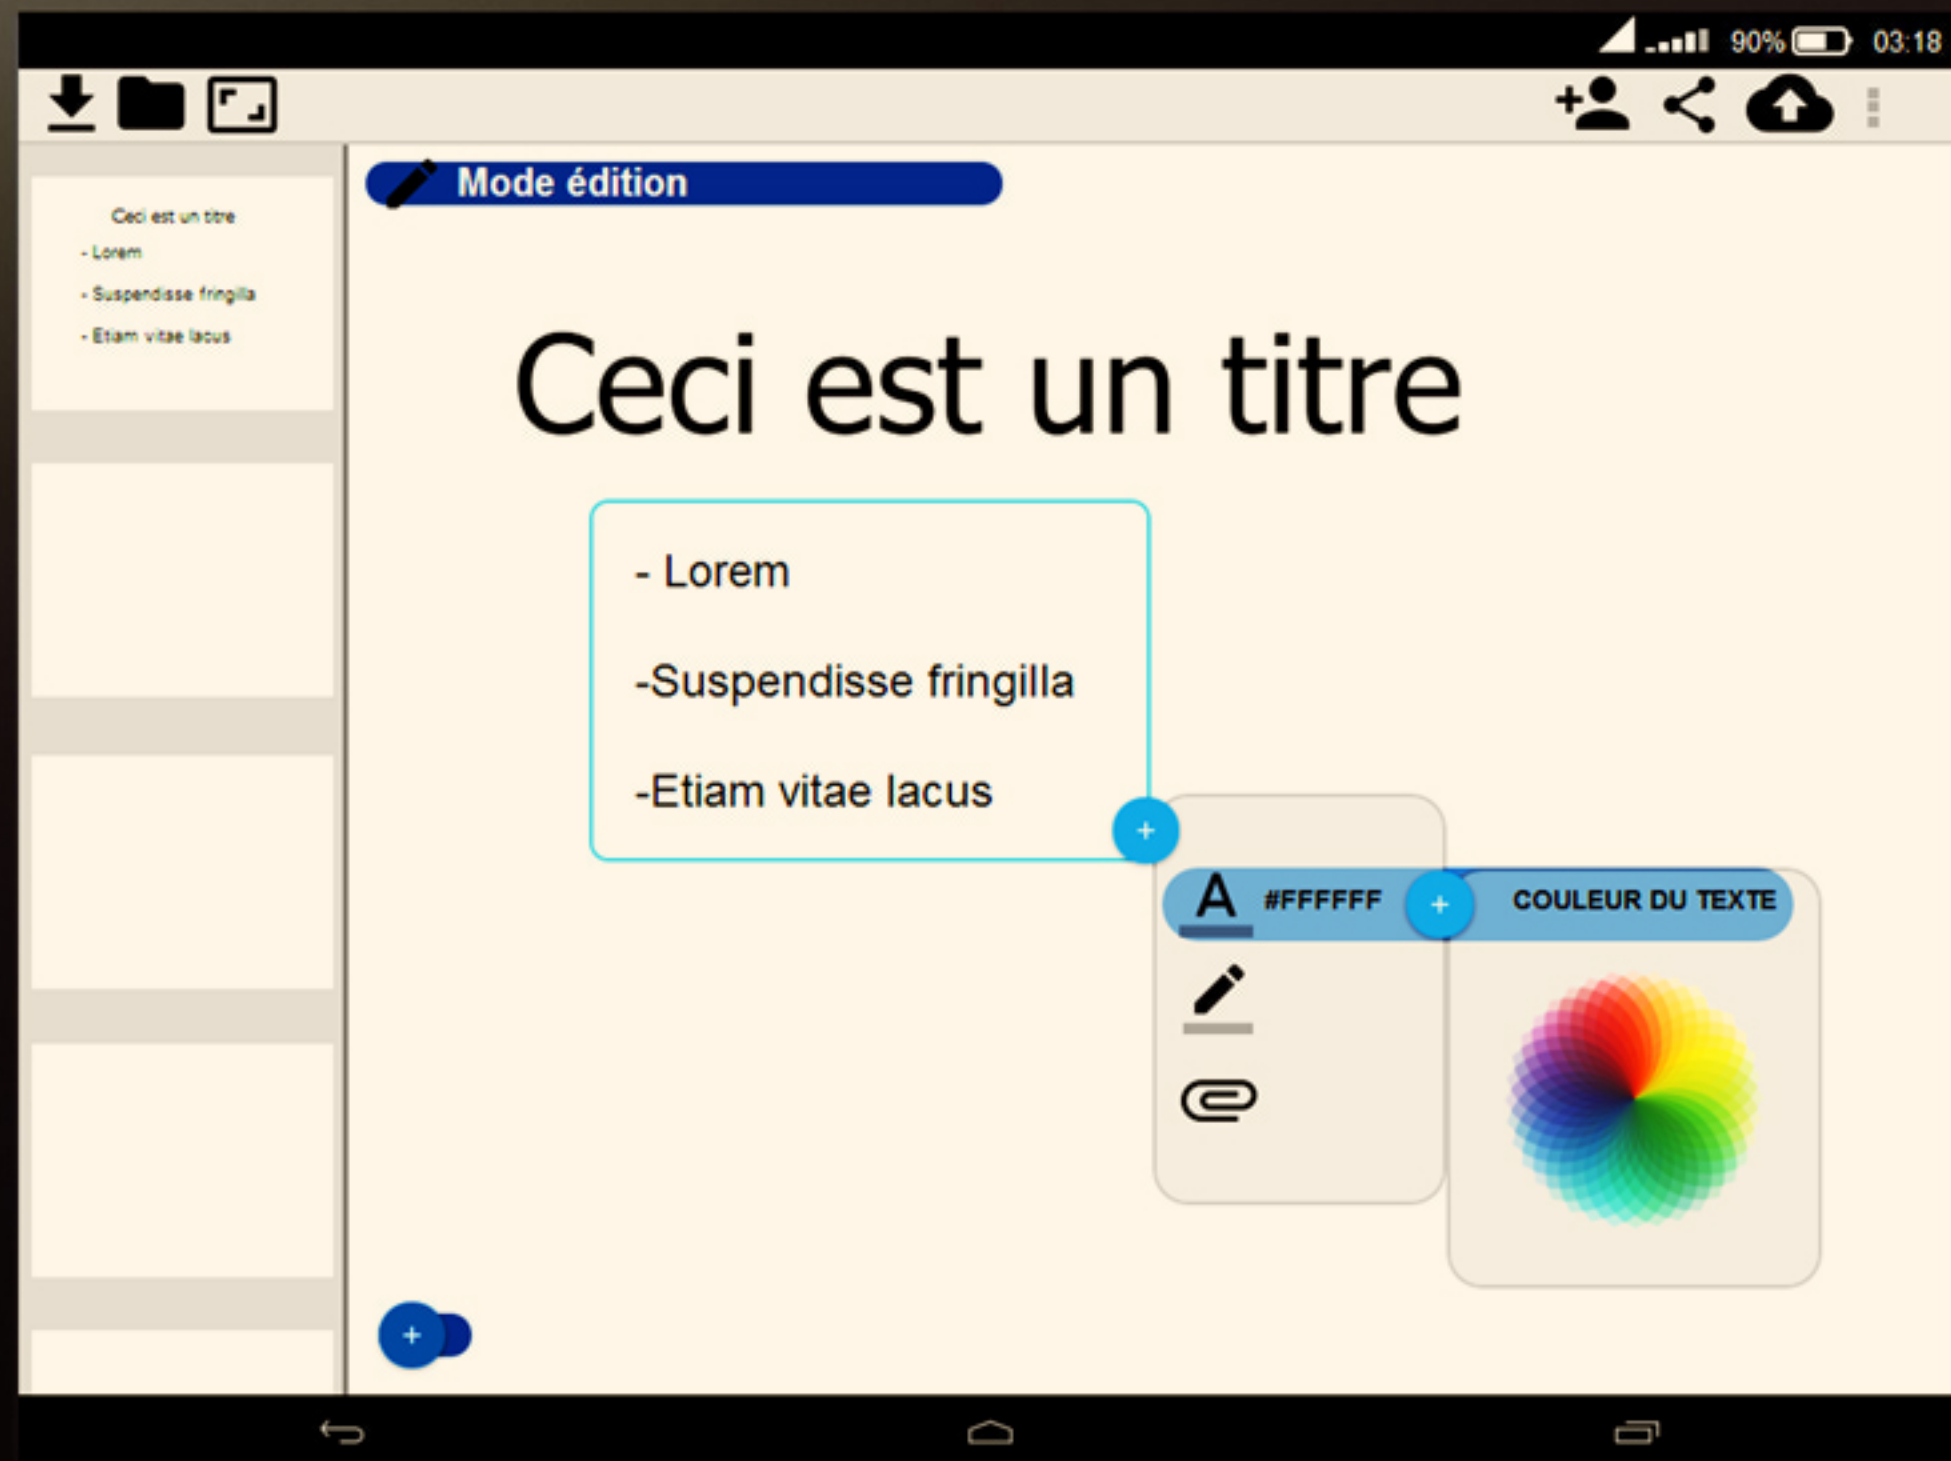 90% 03:18
Mode édition
Ceci est un titre
- Lorem
- Suspendisse fringilla
- Etiam vitae lacus
Ceci est un titre
- Lorem
-Suspendisse fringilla
-Etiam vitae lacus
A #FFFFFF COULEUR DU TEXTE